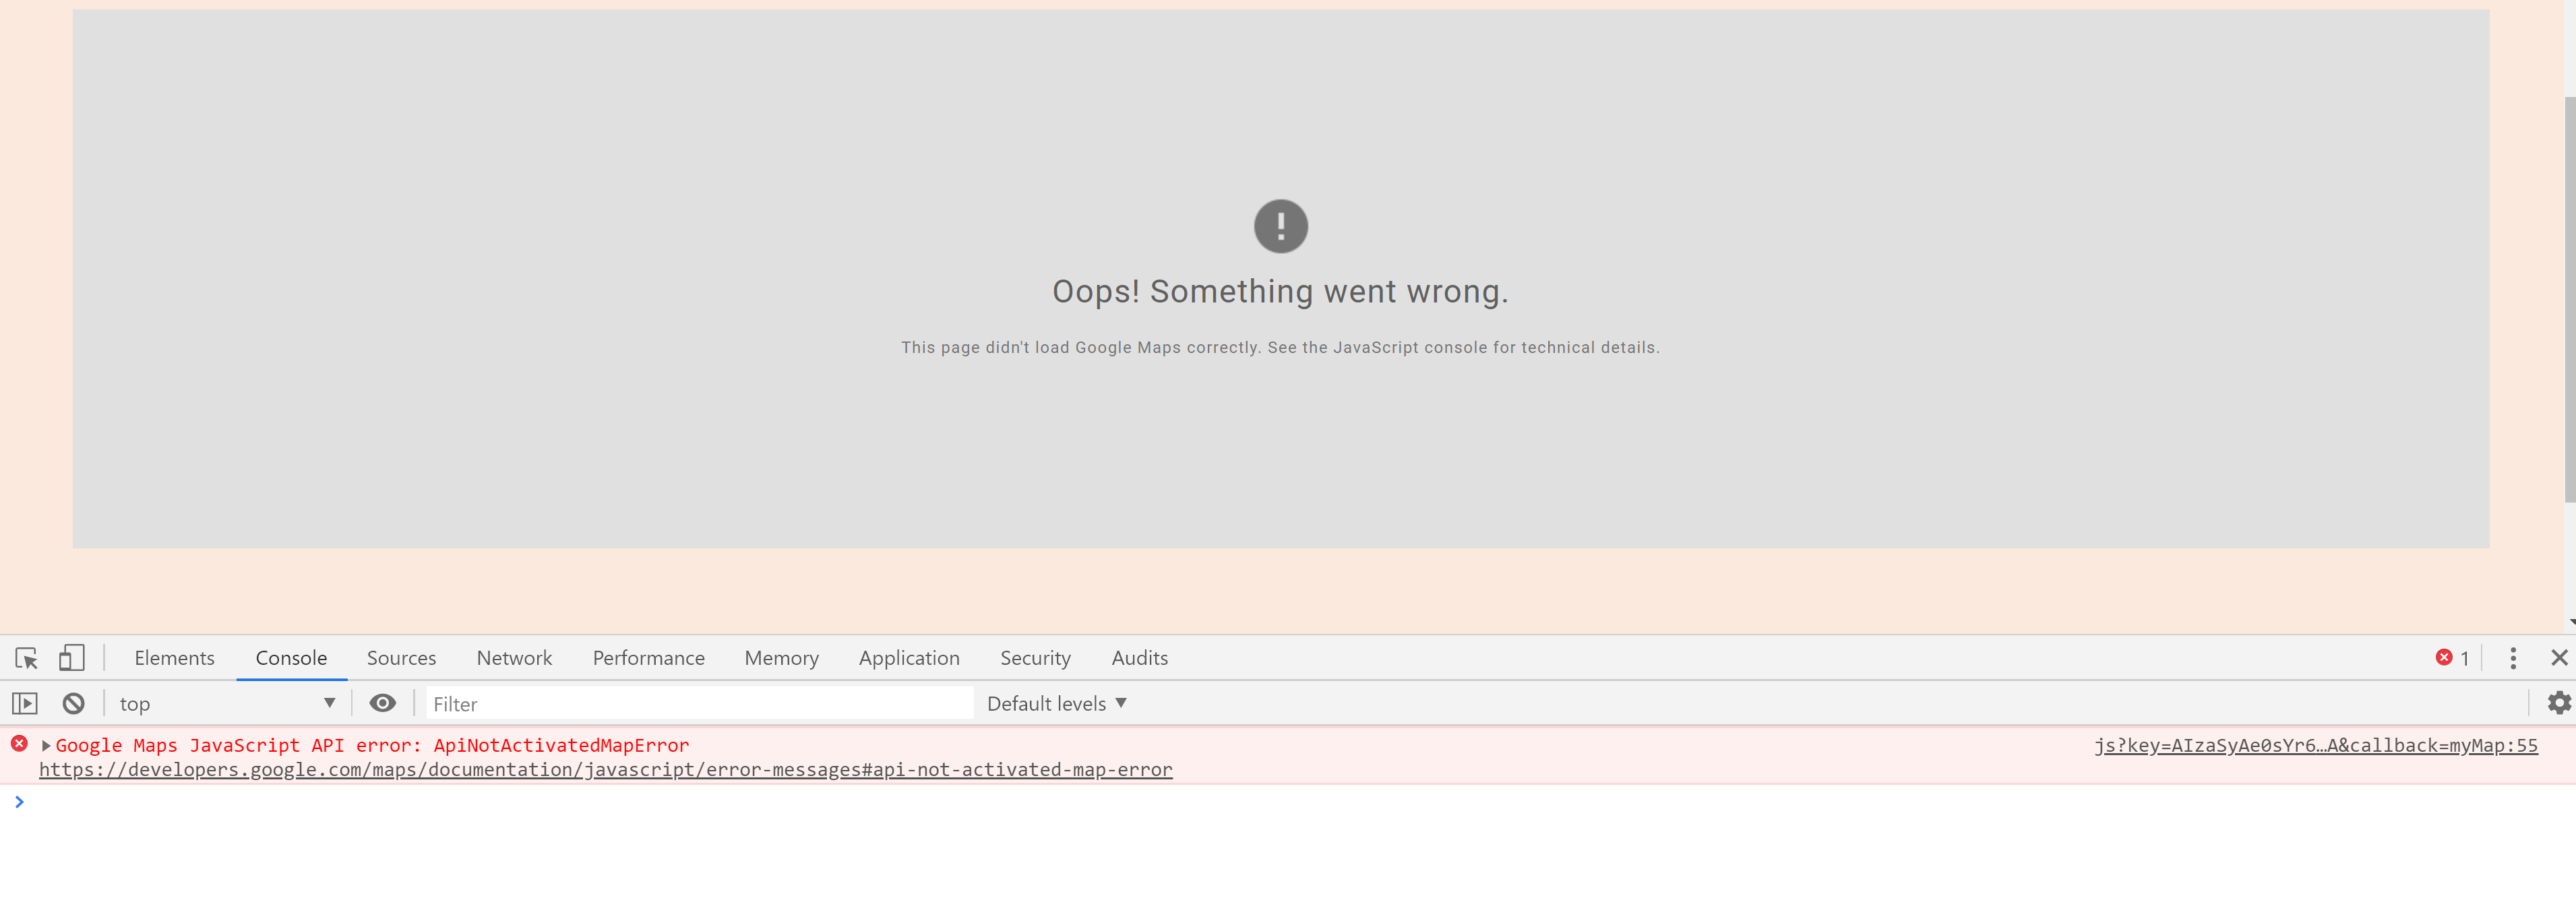 !
Oops! Something went wrong.
This page didn't load Google Maps correctly. See the JavaScript console for technical details.
Elements Console Sources Network Performance Memory Application Security Audits 1
top Filter Default levels
Google Maps JavaScript API error: ApiNotActivatedMapError js?key=AIzaSyAe0sYr6…A&callback=myMap:55
https://developers.google.com/maps/documentation/javascript/error-messages#api-not-activated-map-error